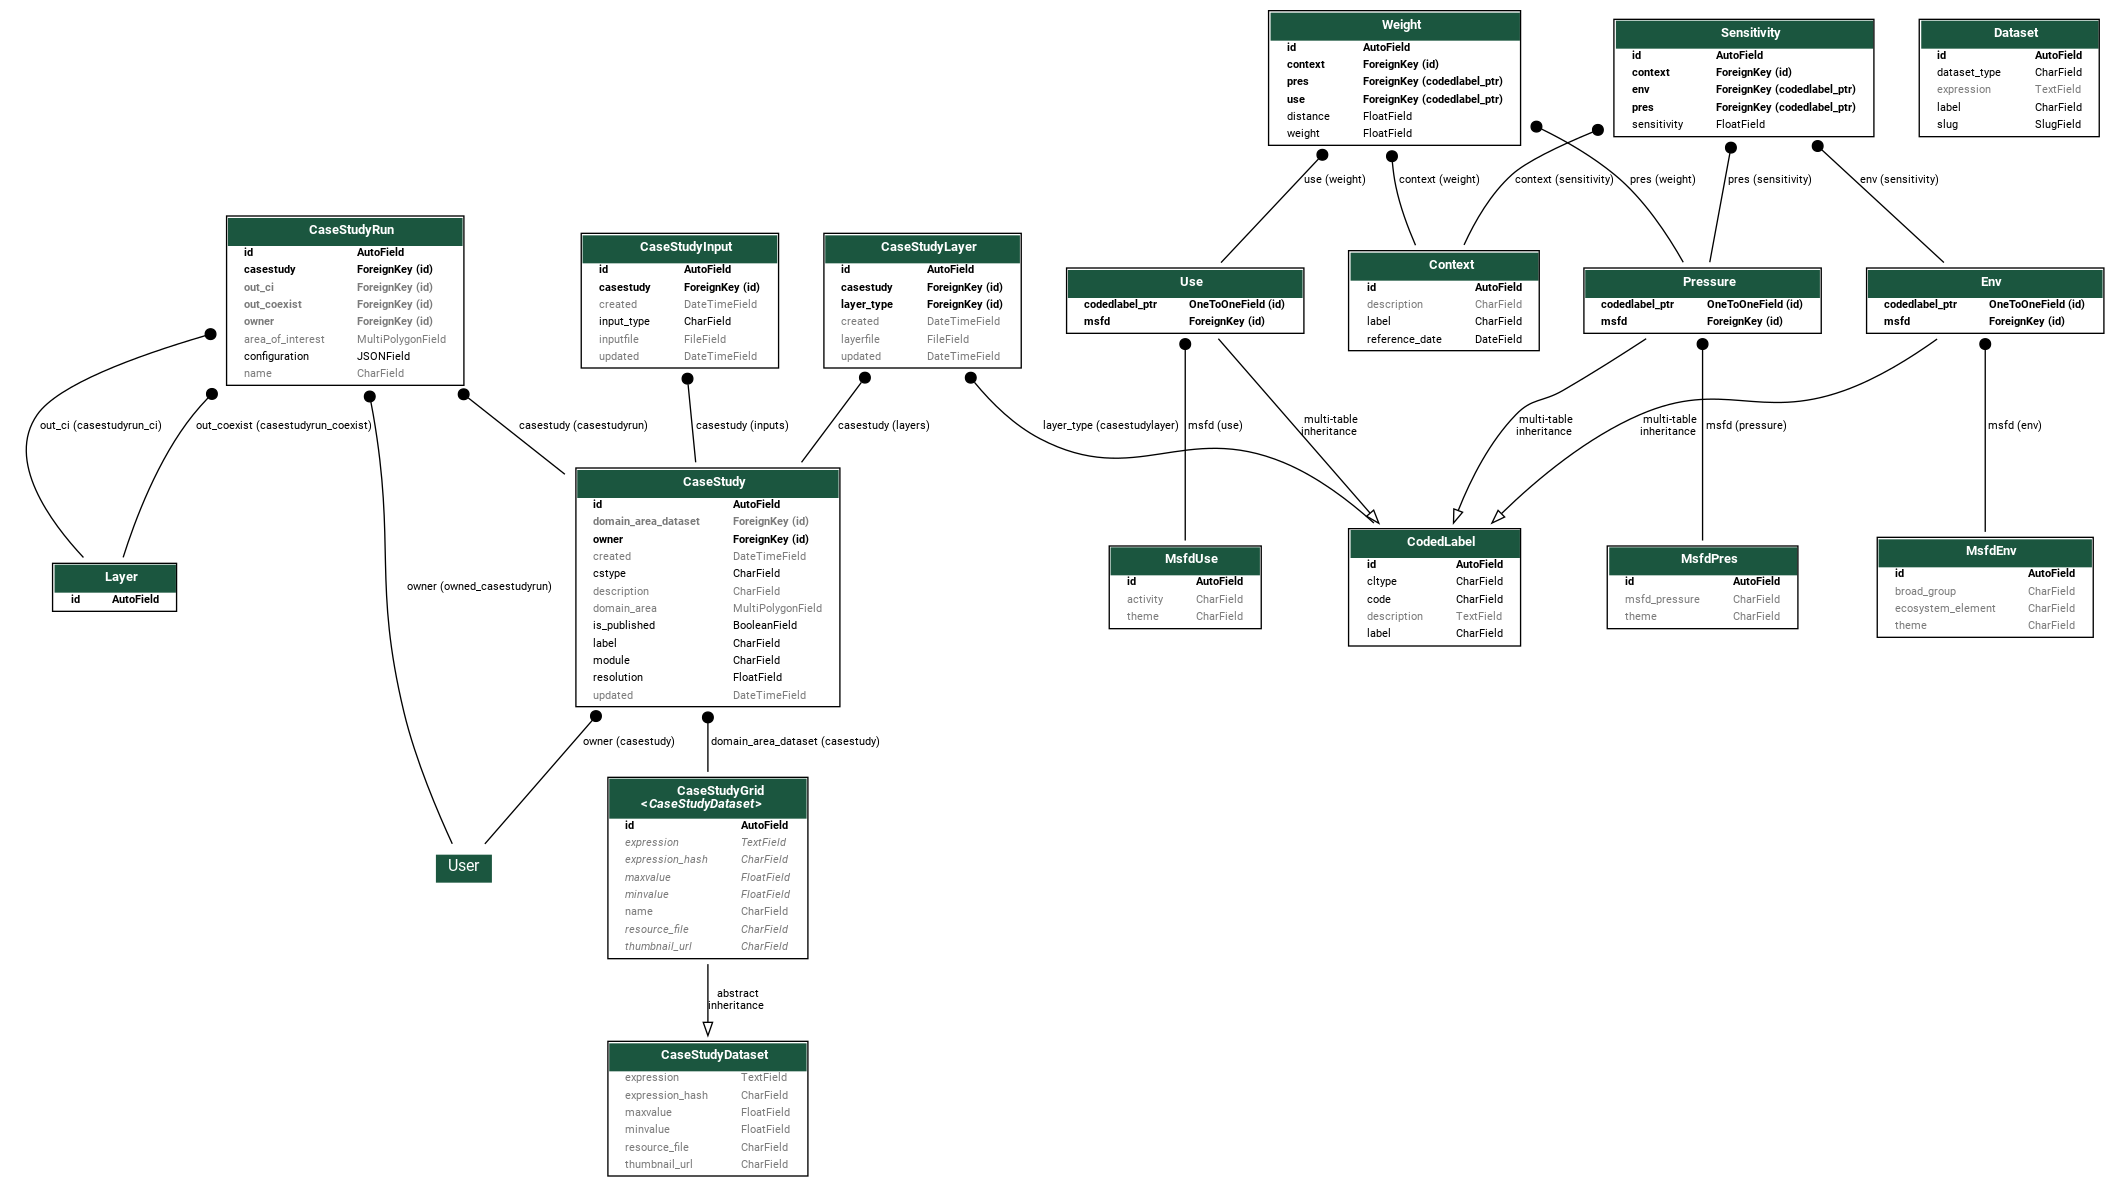 Weight
id AutoField
context ForeignKey (id)
pres ForeignKey (codedlabel_ptr)
use ForeignKey (codedlabel_ptr)
distance FloatField
weight FloatField
Sensitivity
id AutoField
context ForeignKey (id)
env ForeignKey (codedlabel_ptr)
pres ForeignKey (codedlabel_ptr)
sensitivity FloatField
Dataset
id AutoField
dataset_type CharField
expression TextField
label CharField
slug SlugField
use (weight)
context (weight)
context (sensitivity)
pres (weight)
pres (sensitivity)
env (sensitivity)
CaseStudyRun
id AutoField
casestudy ForeignKey (id)
out_ci ForeignKey (id)
out_coexist ForeignKey (id)
owner ForeignKey (id)
area_of_interest MultiPolygonField
configuration JSONField
name CharField
CaseStudyInput
id AutoField
casestudy ForeignKey (id)
created DateTimeField
input_type CharField
inputfile FileField
updated DateTimeField
CaseStudyLayer
id AutoField
casestudy ForeignKey (id)
layer_type ForeignKey (id)
created DateTimeField
layerfile FileField
updated DateTimeField
Use
codedlabel_ptr OneToOneField (id)
msfd ForeignKey (id)
Context
id AutoField
description CharField
label CharField
reference_date DateField
Pressure
codedlabel_ptr OneToOneField (id)
msfd ForeignKey (id)
Env
codedlabel_ptr OneToOneField (id)
msfd ForeignKey (id)
out_ci (casestudyrun_ci)
out_coexist (casestudyrun_coexist)
casestudy (casestudyrun)
casestudy (inputs)
casestudy (layers)
layer_type (casestudylayer)
msfd (use)
multi-table
inheritance
multi-table
inheritance
multi-table
inheritance
msfd (pressure)
msfd (env)
CaseStudy
id AutoField
domain_area_dataset ForeignKey (id)
owner ForeignKey (id)
created DateTimeField
cstype CharField
description CharField
domain_area MultiPolygonField
is_published BooleanField
label CharField
module CharField
resolution FloatField
updated DateTimeField
Layer
id AutoField
owner (owned_casestudyrun)
MsfdUse
id AutoField
activity CharField
theme CharField
CodedLabel
id AutoField
cltype CharField
code CharField
description TextField
label CharField
MsfdPres
id AutoField
msfd_pressure CharField
theme CharField
MsfdEnv
id AutoField
broad_group CharField
ecosystem_element CharField
theme CharField
owner (casestudy)
domain_area_dataset (casestudy)
User
CaseStudyGrid
<CaseStudyDataset>
id AutoField
expression TextField
expression_hash CharField
maxvalue FloatField
minvalue FloatField
name CharField
resource_file CharField
thumbnail_url CharField
abstract
inheritance
CaseStudyDataset
expression TextField
expression_hash CharField
maxvalue FloatField
minvalue FloatField
resource_file CharField
thumbnail_url CharField